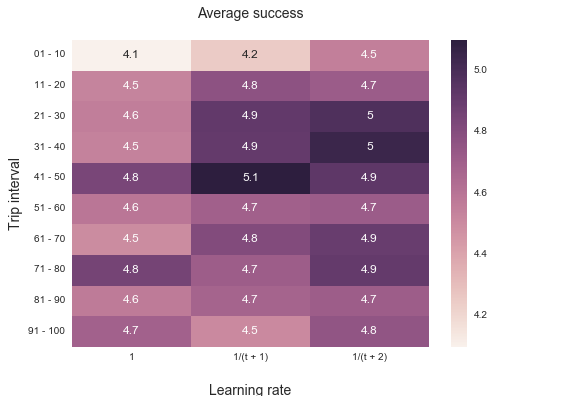 Average success
Trip interval
01 - 10 4.1 4.2 4.5
11 - 20 4.5 4.8 4.7
21 - 30 4.6 4.9 5
31 - 40 4.5 4.9 5
41 - 50 4.8 5.1 4.9
51 - 60 4.6 4.7 4.7
61 - 70 4.5 4.8 4.9
71 - 80 4.8 4.7 4.9
81 - 90 4.6 4.7 4.7
91 - 100 4.7 4.5 4.8
1 1/(t + 1) 1/(t + 2)
Learning rate
5.0
4.8
4.6
4.4
4.2